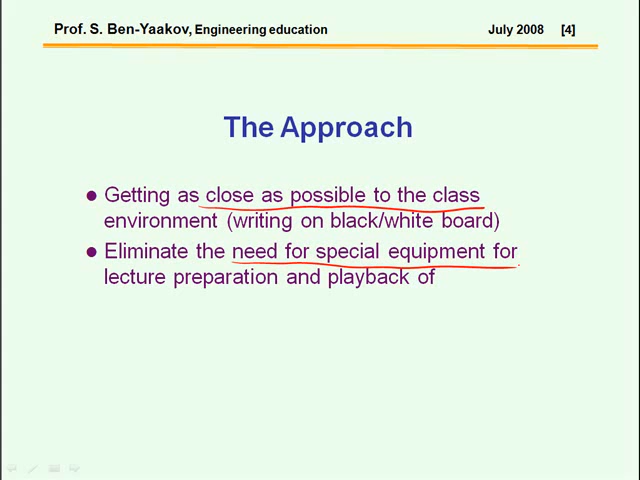 Prof. S. Ben-Yaakov, Engineering education July 2008 [4]
The Approach
● Getting as close as possible to the class
environment (writing on black/white board)
● Eliminate the need for special equipment for
lecture preparation and playback of